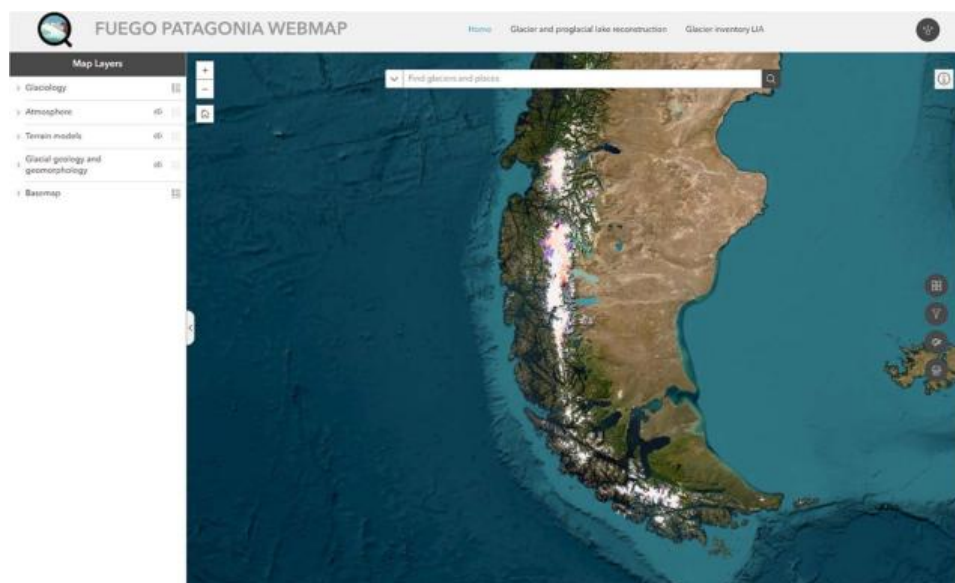 FUEGO PATAGONIA WEBMAP
Home
Glacier and proglacial lake reconstruction
Glacier inventory LIA
Map Layers
Glaciology
Atmosphere
Terrain models
Glacial geology and
geomorphology
Basemap
Find glaciers and places